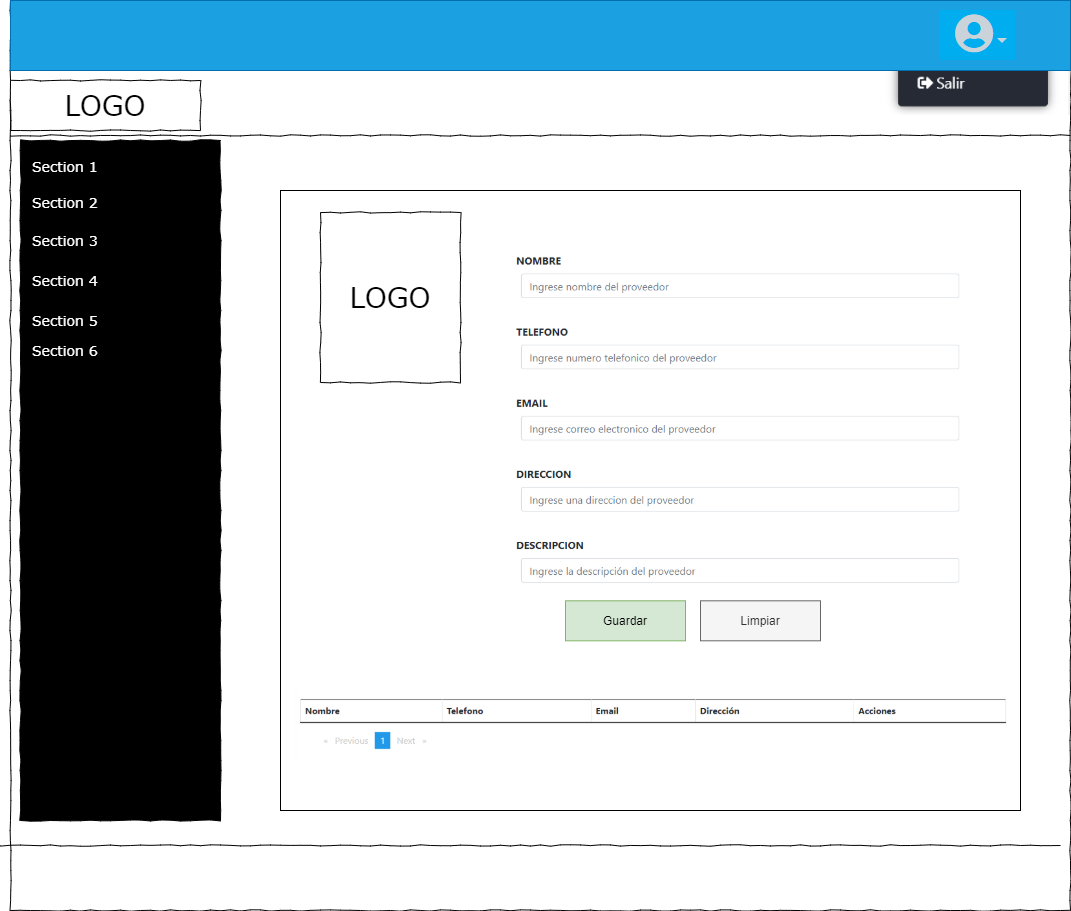 Salir
LOGO
Section 1
Section 2
Section 3
Section 4
Section 5
Section 6
LOGO
NOMBRE
Ingrese nombre del proveedor
TELEFONO
Ingrese numero telefonico del proveedor
EMAIL
Ingrese correo electronico del proveedor
DIRECCION
Ingrese una direccion del proveedor
DESCRIPCION
Ingrese la descripción del proveedor
Guardar Limpiar
Nombre Telefono Email Dirección Acciones
« Previous 1 Next »